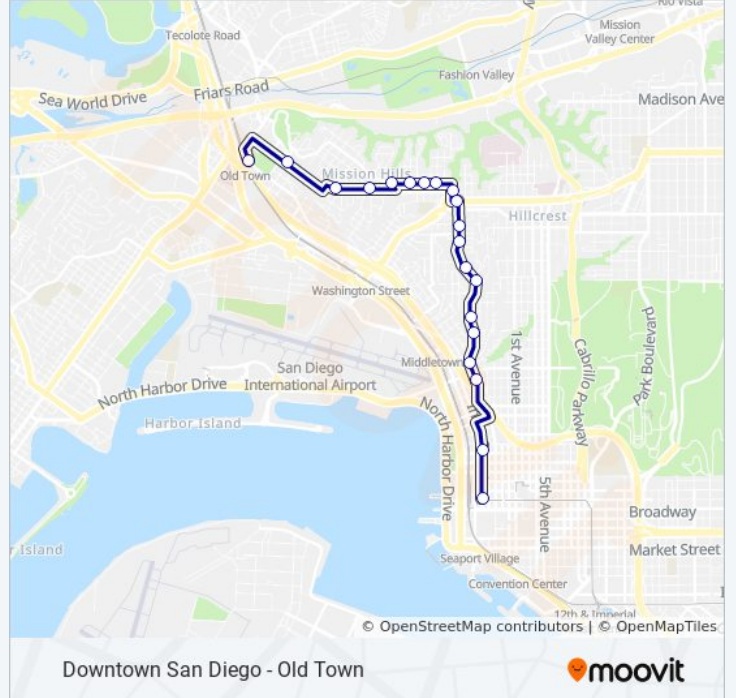 Rio Vista
Tecolote Road
Mission
Valley Center
Fashion Valley
Friars Road
Sea World Drive
Madison Ave
Old Town
Mission Hills
Hillcrest
Washington Street
1st Avenue
Cabrillo Parkway
Park Boulevard
San Diego
International Airport
Middletown
North Harbor Drive
Harbor Island
North Harbor Drive
5th Avenue
Broadway
r Island
Market Street
Seaport Village
Convention Center
12th & Imperial
© OpenStreetMap contributors | © OpenMapTiles
Downtown San Diego - Old Town
moovit